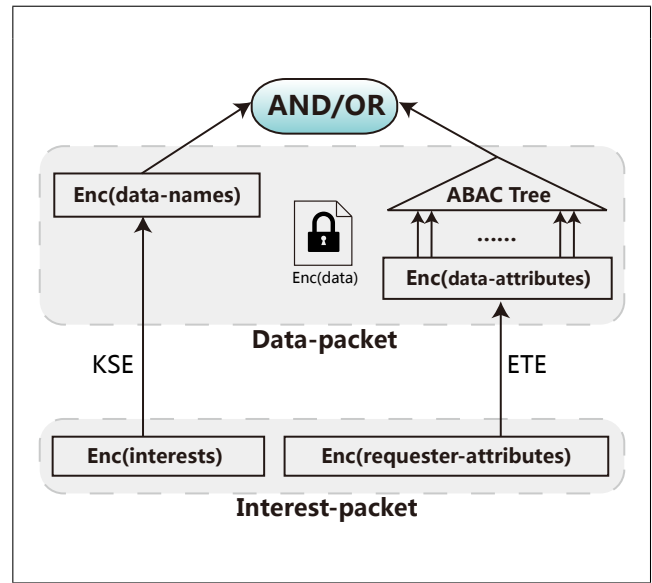 AND/OR
Enc(data-names)
ABAC Tree
......
Enc(data)
Enc(data-attributes)
Data-packet
KSE
ETE
Enc(interests)
Enc(requester-attributes)
Interest-packet